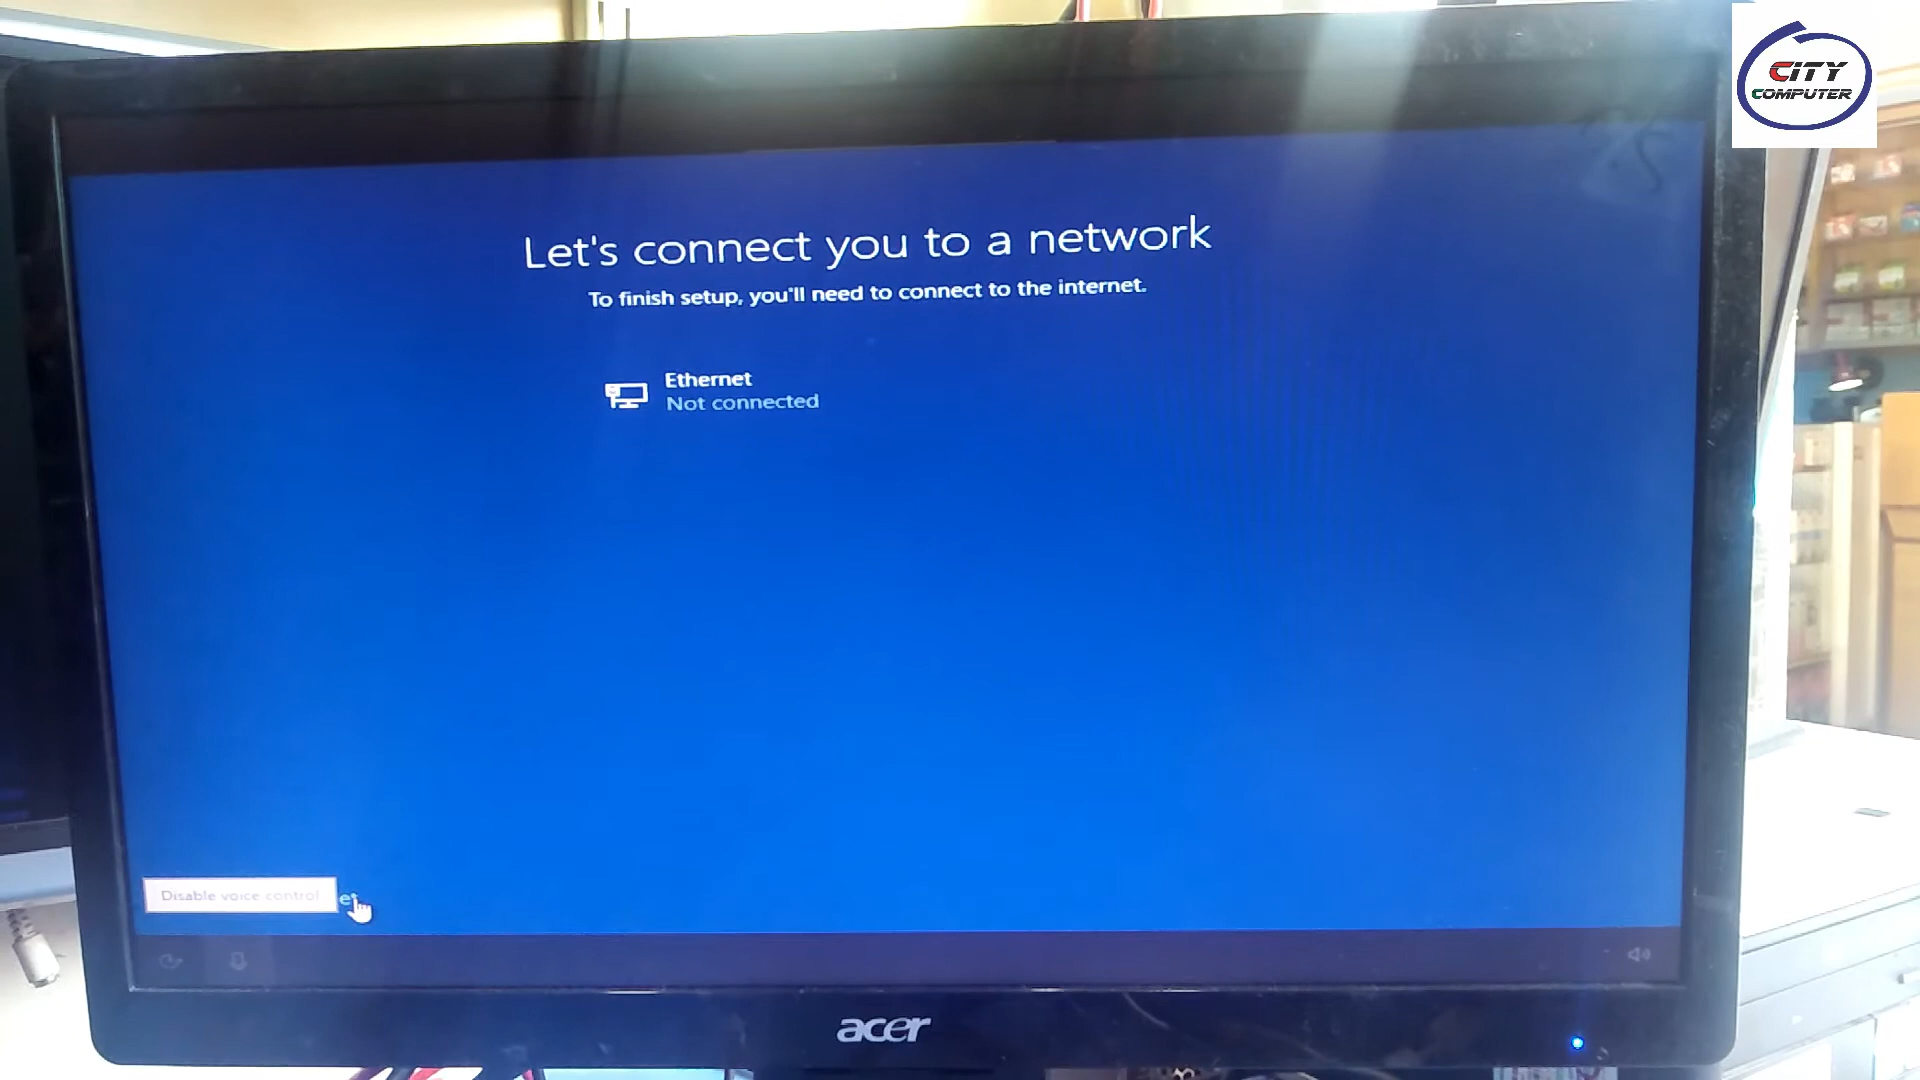 CITY
COMPUTER
Let's connect you to a network
To finish setup, you'll need to connect to the internet.
Ethernet
Not connected
Disable voice control
acer